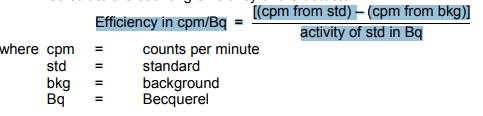 Efficiency in cpm/Bq = [(cpm from std) – (cpm from bkg)]
activity of std in Bq
where cpm = counts per minute
std = standard
bkg = background
Bq = Becquerel